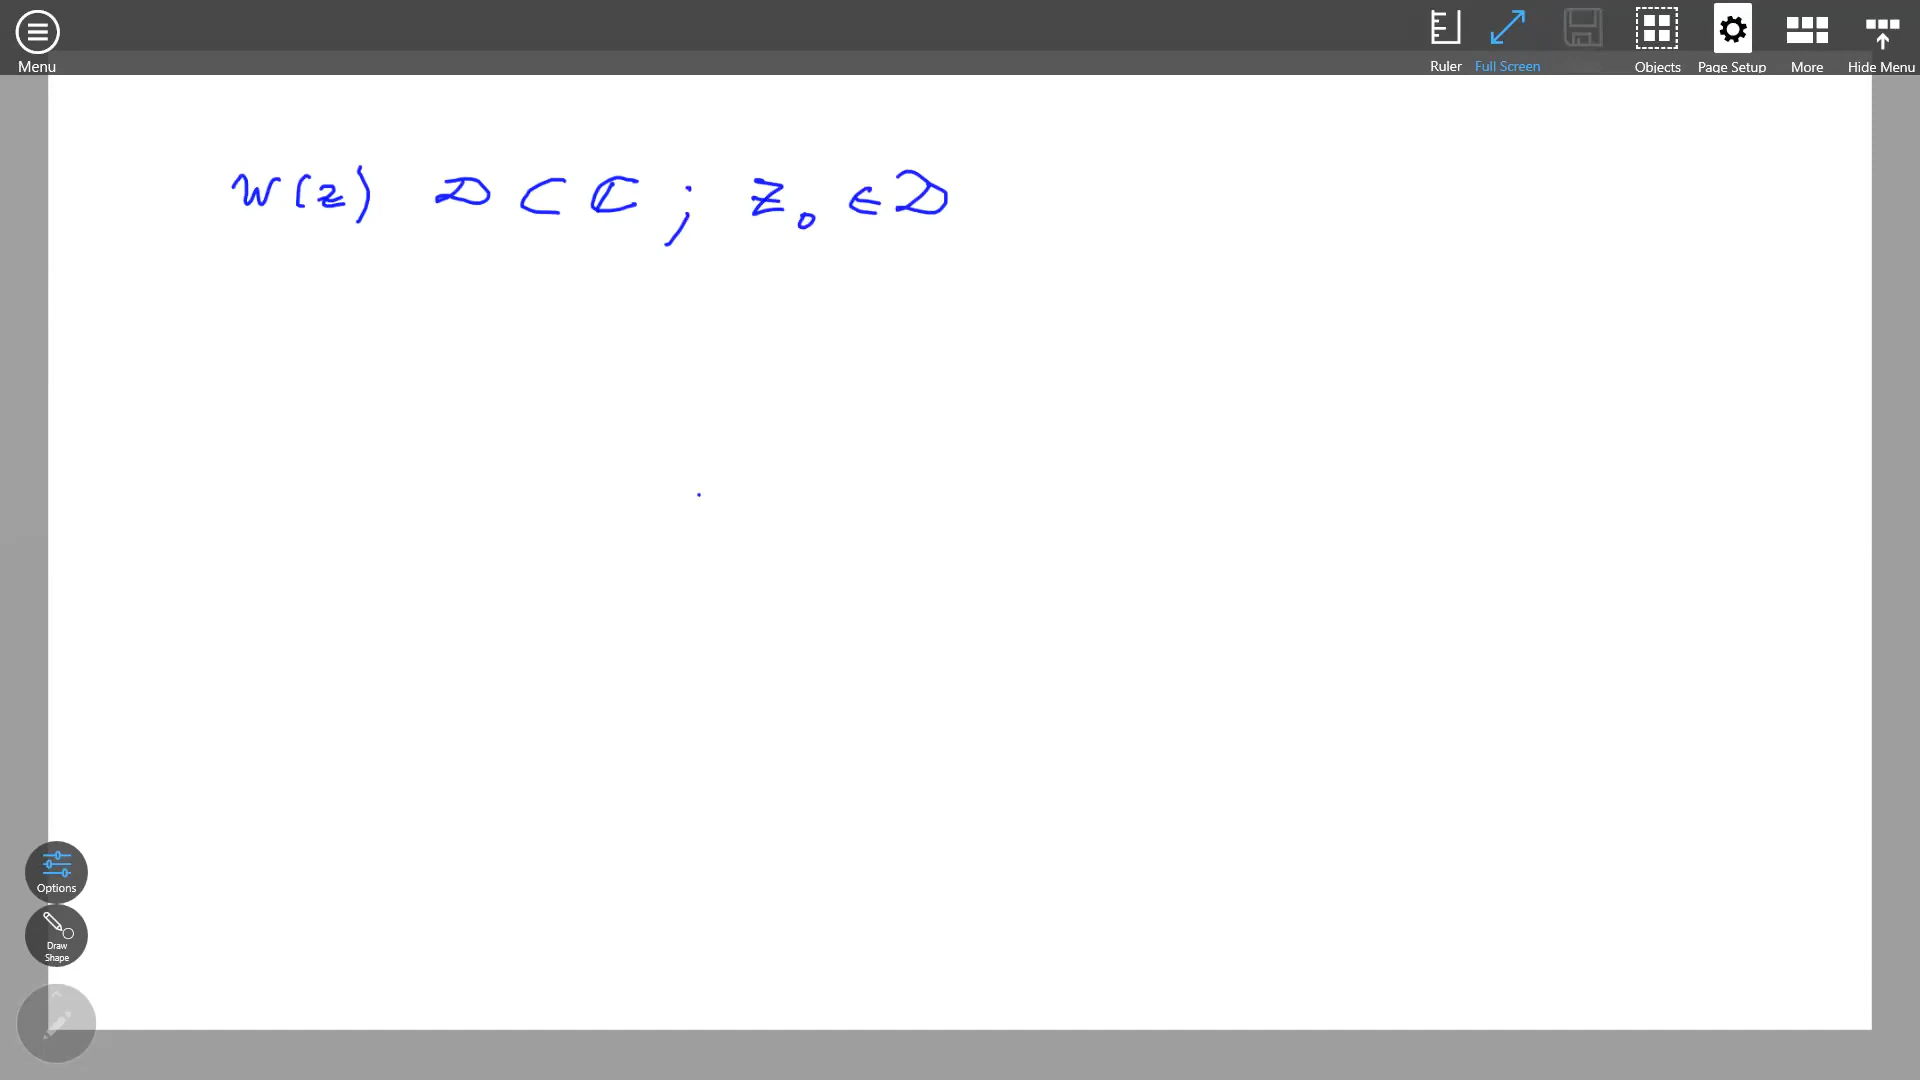 Menu
Ruler Full Screen Objects Page Setup More Hide Menu
w(z) D ⊂ ℂ ; z₀ ∈ D
Options
Draw
Shape